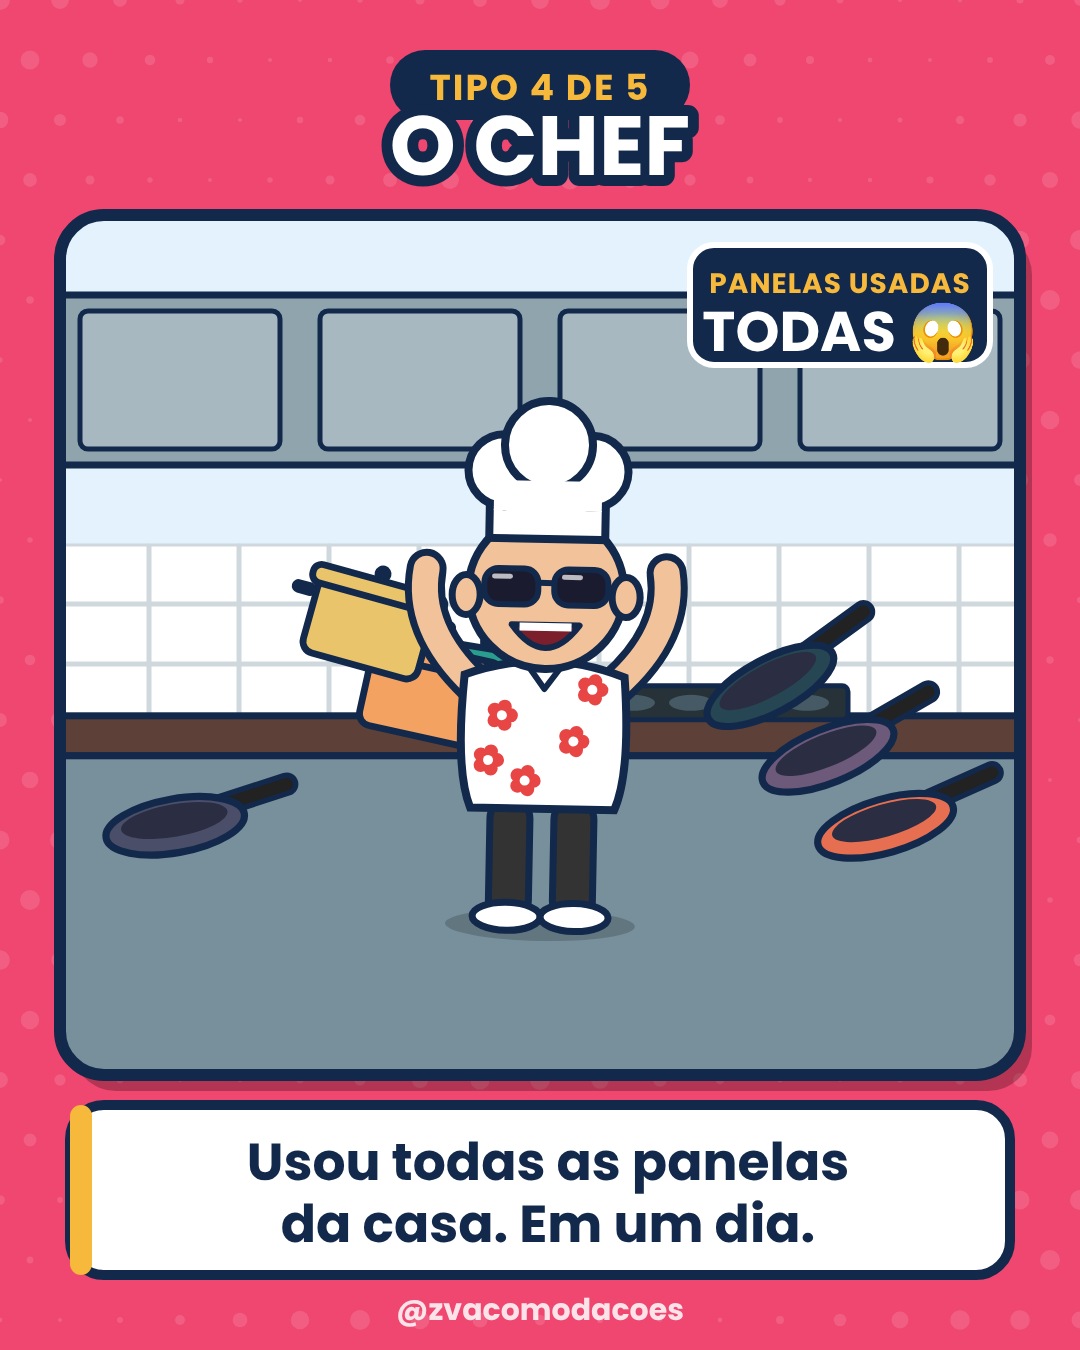 TIPO 4 DE 5
O CHEF
PANELAS USADAS
TODAS 😱
Usou todas as panelas
da casa. Em um dia.
@zvacomodacoes